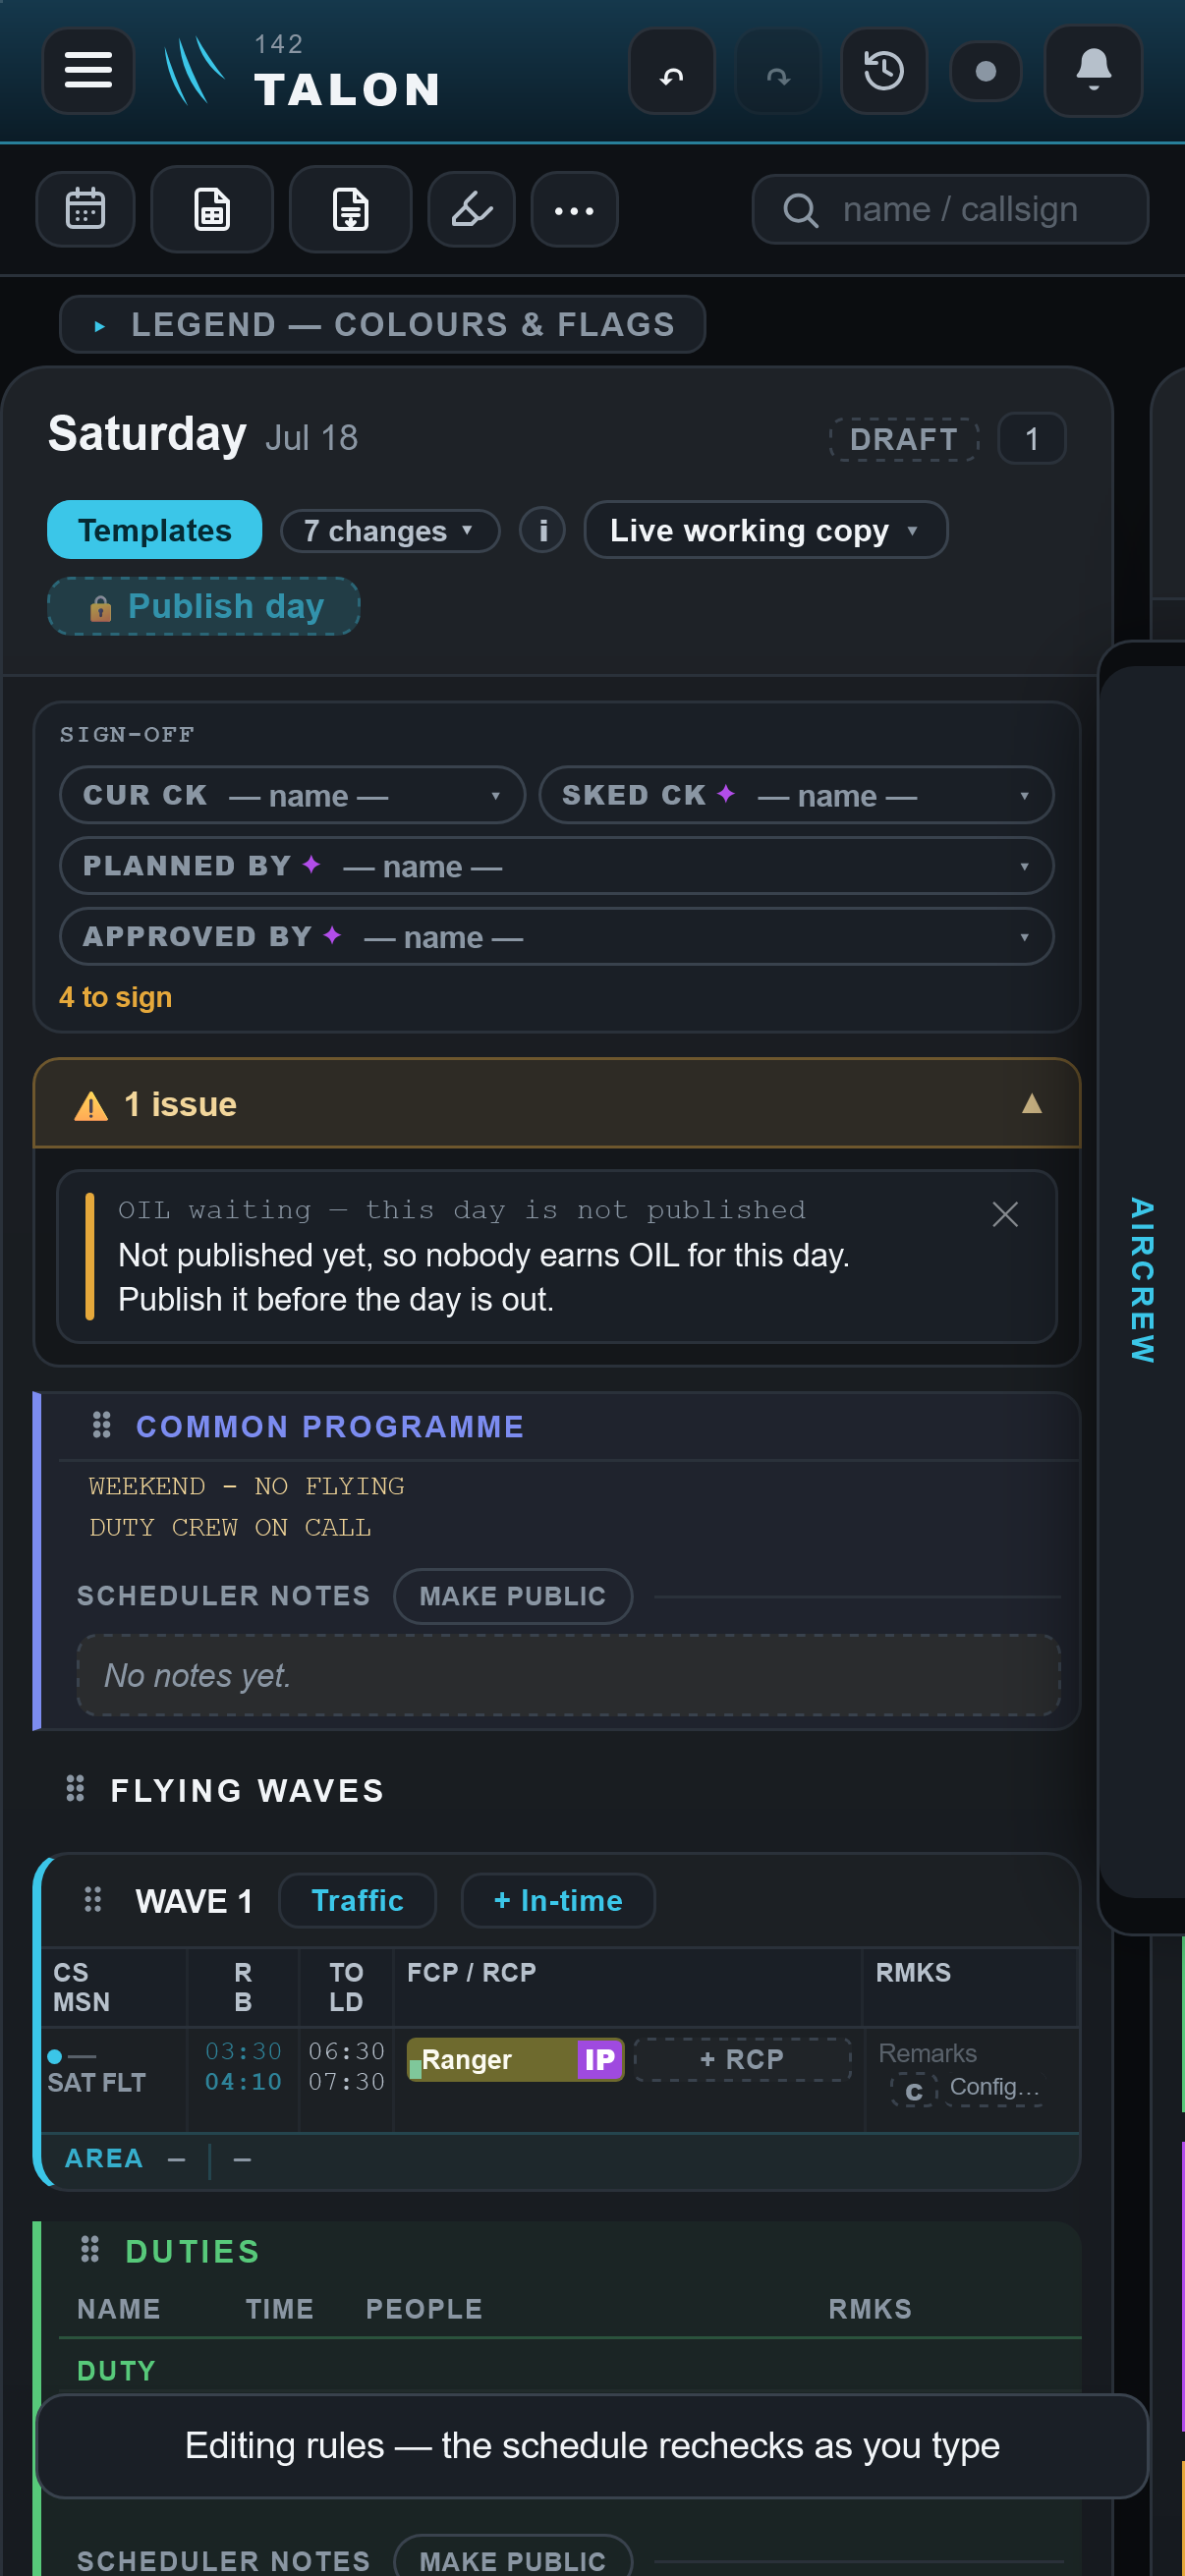 142
TALON
name / callsign
LEGEND — COLOURS & FLAGS
Saturday Jul 18
DRAFT 1
Templates 7 changes i Live working copy
Publish day
SIGN-OFF
CUR CK — name —
SKED CK — name —
PLANNED BY — name —
APPROVED BY — name —
4 to sign
1 issue
OIL waiting — this day is not published
Not published yet, so nobody earns OIL for this day.
Publish it before the day is out.
AIRCREW
COMMON PROGRAMME
WEEKEND - NO FLYING
DUTY CREW ON CALL
SCHEDULER NOTES MAKE PUBLIC
No notes yet.
FLYING WAVES
WAVE 1 Traffic + In-time
CS R TO FCP / RCP RMKS
MSN B LD
— 03:30 06:30 Ranger IP + RCP Remarks
SAT FLT 04:10 07:30 C Config…
AREA — —
DUTIES
NAME TIME PEOPLE RMKS
DUTY
Editing rules — the schedule rechecks as you type
SCHEDULER NOTES MAKE PUBLIC